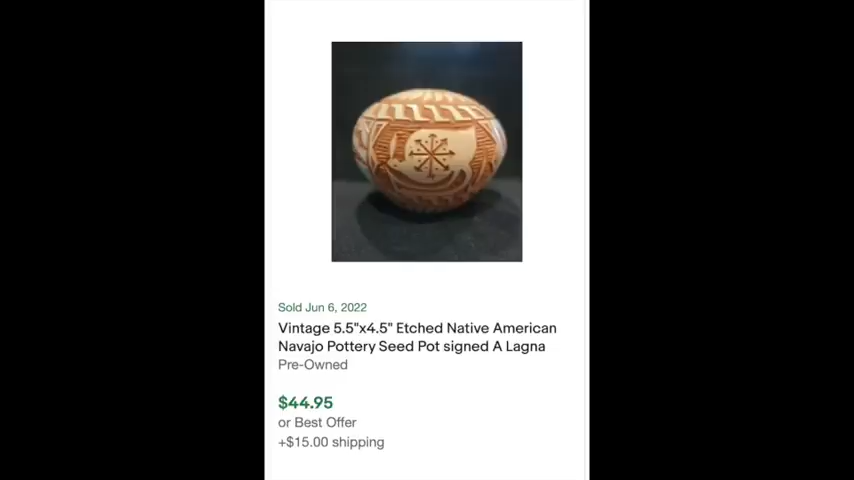 Sold Jun 6, 2022
Vintage 5.5"x4.5" Etched Native American
Navajo Pottery Seed Pot signed A Lagna
Pre-Owned
$44.95
or Best Offer
+$15.00 shipping